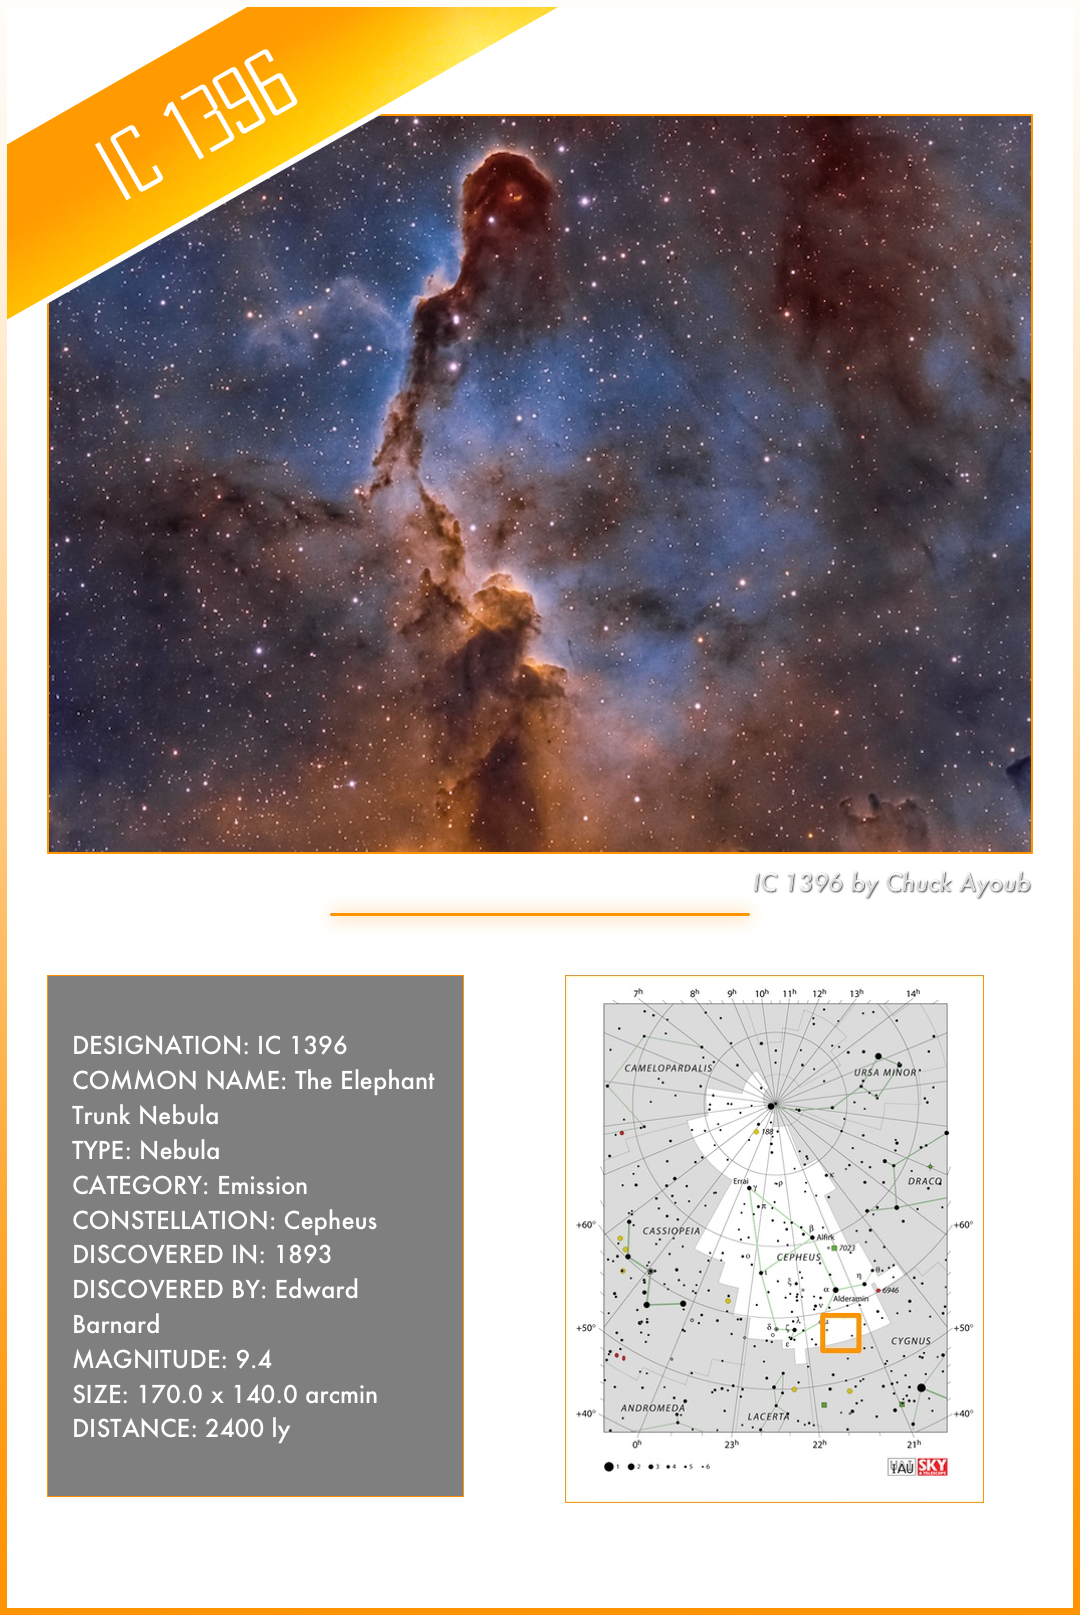 IC 1396
IC 1396 by Chuck Ayoub
DESIGNATION: IC 1396
COMMON NAME: The Elephant
Trunk Nebula
TYPE: Nebula
CATEGORY: Emission
CONSTELLATION: Cepheus
DISCOVERED IN: 1893
DISCOVERED BY: Edward
Barnard
MAGNITUDE: 9.4
SIZE: 170.0 x 140.0 arcmin
DISTANCE: 2400 ly
7h 8h 9h 10h 11h 12h 13h 14h
CAMELOPARDALIS
URSA MINOR
188
DRACO
Errai γ ρ κ
π
+60° +60°
CASSIOPEIA
β Alfirk
7023
CEPHEUS
ο
ι ξ η θ
α 6946
Alderamin
ν
+50° +50°
δ ζ λ μ
ε
CYGNUS
ANDROMEDA
LACERTA
+40° +40°
0h 23h 22h 21h
1 2 3 4 5 6
IAU SKY
& TELESCOPE